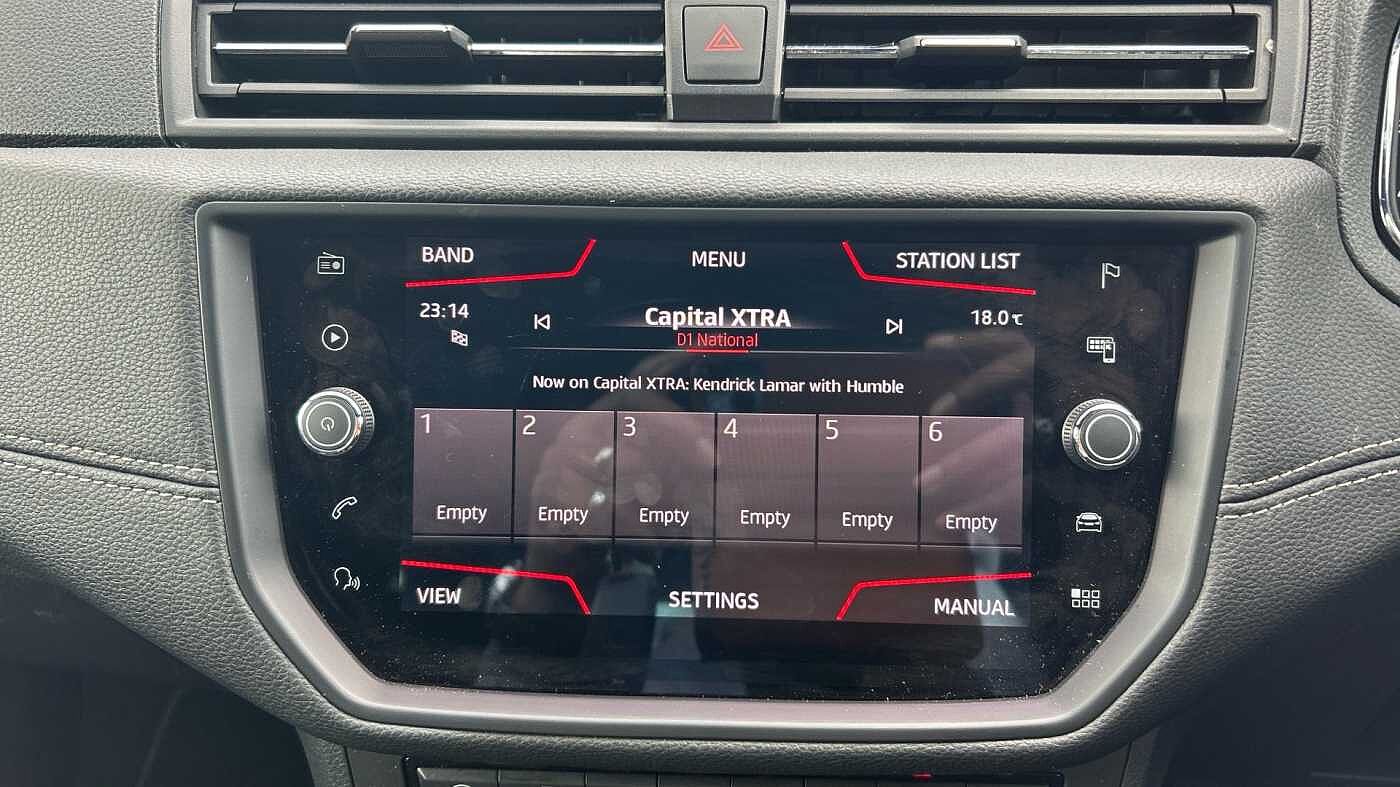 BAND
MENU
STATION LIST
23:14
Capital XTRA
18.0℃
D1 National
Now on Capital XTRA: Kendrick Lamar with Humble
1
2
3
4
5
6
Empty
Empty
Empty
Empty
Empty
Empty
VIEW
SETTINGS
MANUAL